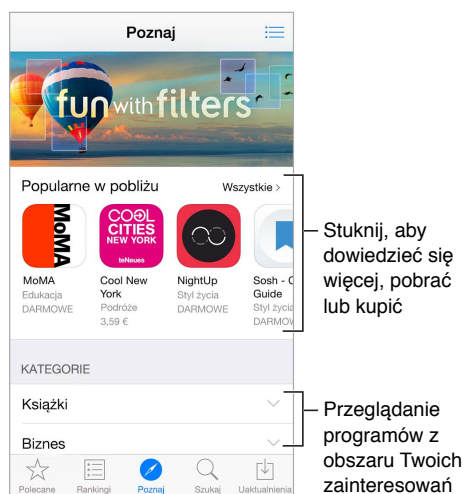 Poznaj
fun with filters
Popularne w pobliżu
Wszystkie >
MoMA
COOL
CITIES
NEW YORK
teNeues
MoMA
Edukacja
DARMOWE
Cool New
York
Podróże
3,59 €
NightUp
Styl życia
DARMOWE
Sosh - C
Guide
Styl życia
DARMOW
Stuknij, aby
dowiedzieć się
więcej, pobrać
lub kupić
KATEGORIE
Książki
Biznes
Przeglądanie
programów z
obszaru Twoich
zainteresowań
Polecane
Rankingi
Poznaj
Szukaj
Uaktualnienia